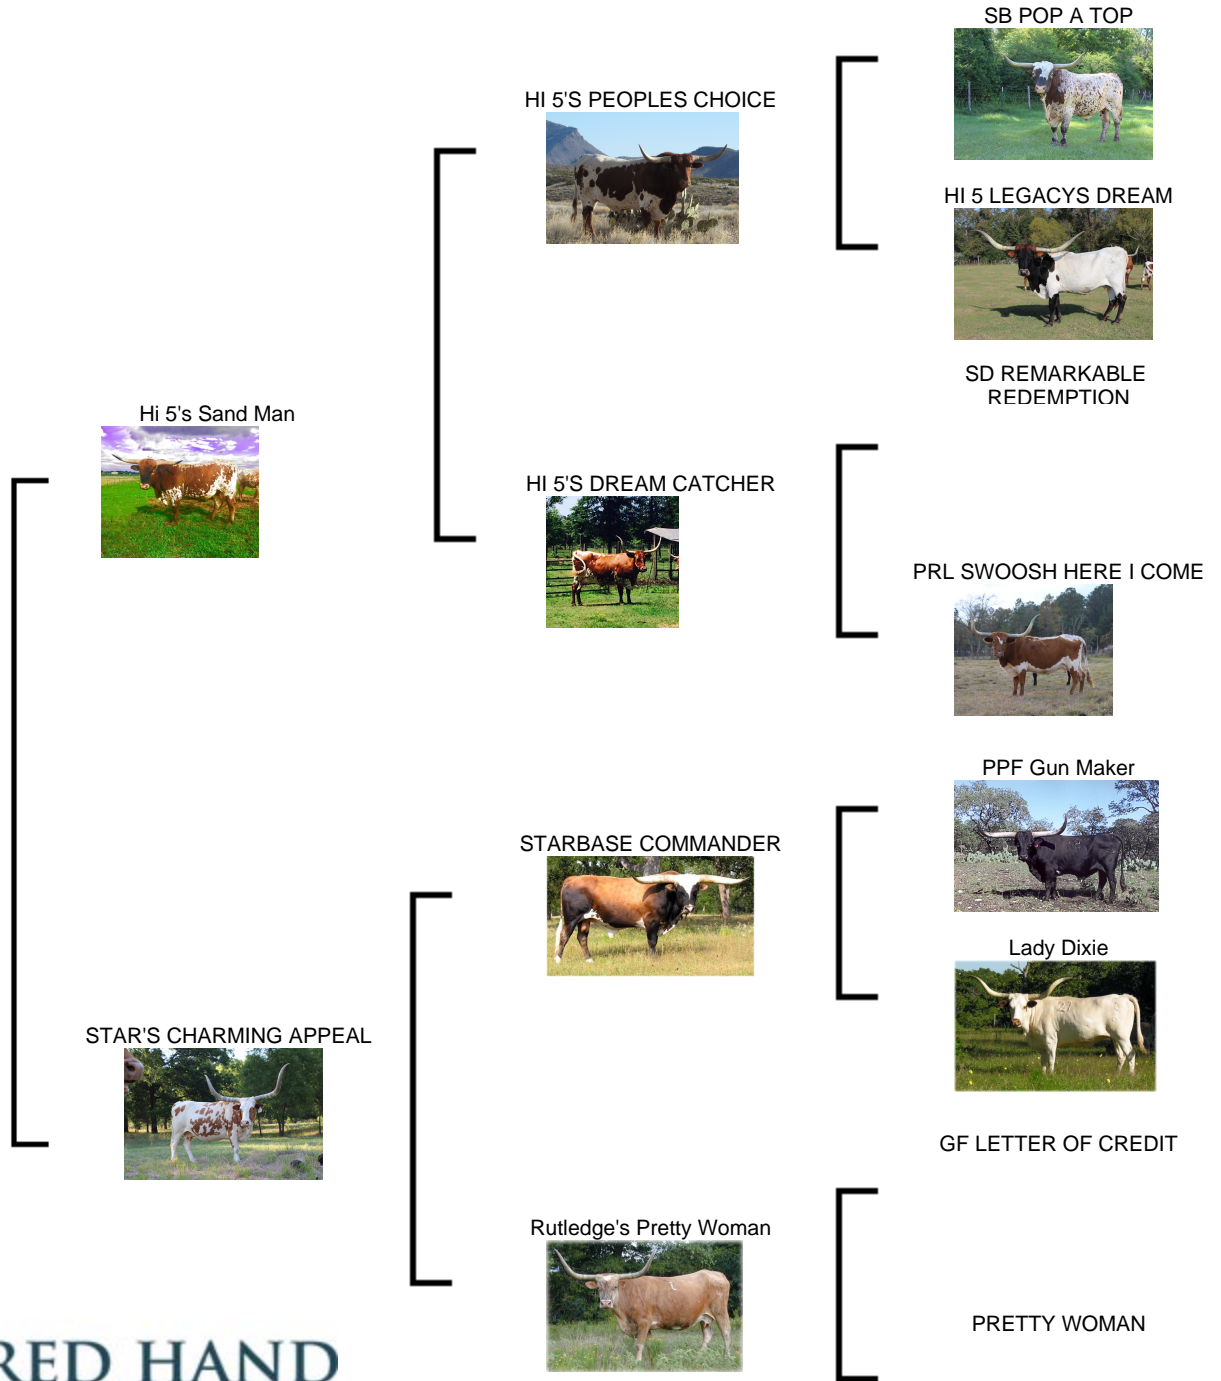 SB POP A TOP
HI 5'S PEOPLES CHOICE
HI 5 LEGACYS DREAM
SD REMARKABLE
REDEMPTION
Hi 5's Sand Man
HI 5'S DREAM CATCHER
PRL SWOOSH HERE I COME
PPF Gun Maker
STARBASE COMMANDER
Lady Dixie
STAR'S CHARMING APPEAL
GF LETTER OF CREDIT
Rutledge's Pretty Woman
PRETTY WOMAN
RED HAND